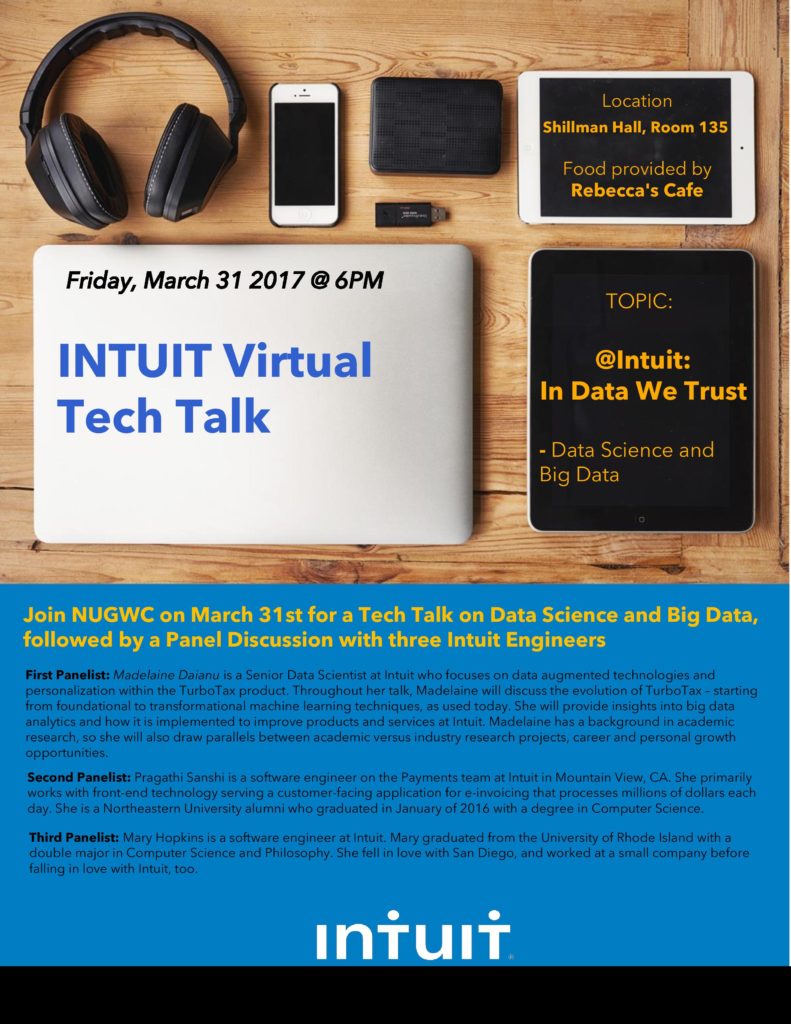 Location
Shillman Hall, Room 135
Food provided by
Rebecca's Cafe
Friday, March 31 2017 @ 6PM
INTUIT Virtual
Tech Talk
TOPIC:
@Intuit:
In Data We Trust
- Data Science and
Big Data
Join NUGWC on March 31st for a Tech Talk on Data Science and Big Data,
followed by a Panel Discussion with three Intuit Engineers
First Panelist: Madelaine Daianu is a Senior Data Scientist at Intuit who focuses on data augmented technologies and
personalization within the TurboTax product. Throughout her talk, Madelaine will discuss the evolution of TurboTax – starting
from foundational to transformational machine learning techniques, as used today. She will provide insights into big data
analytics and how it is implemented to improve products and services at Intuit. Madelaine has a background in academic
research, so she will also draw parallels between academic versus industry research projects, career and personal growth
opportunities.
Second Panelist: Pragathi Sanshi is a software engineer on the Payments team at Intuit in Mountain View, CA. She primarily
works with front-end technology serving a customer-facing application for e-invoicing that processes millions of dollars each
day. She is a Northeastern University alumni who graduated in January of 2016 with a degree in Computer Science.
Third Panelist: Mary Hopkins is a software engineer at Intuit. Mary graduated from the University of Rhode Island with a
double major in Computer Science and Philosophy. She fell in love with San Diego, and worked at a small company before
falling in love with Intuit, too.
intuit®